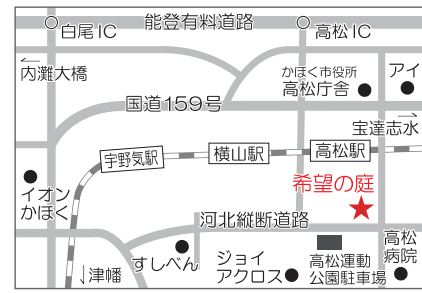 白尾IC
能登有料道路
高松IC
内灘大橋
かほく市役所
高松庁舎
アイ
国道159号
宝達志水
宇野気駅
横山駅
高松駅
希望の庭
イオン
かほく
河北縦断道路
すしべん
ジョイ
アクロス
高松運動
公園駐車場
高松
病院
津幡